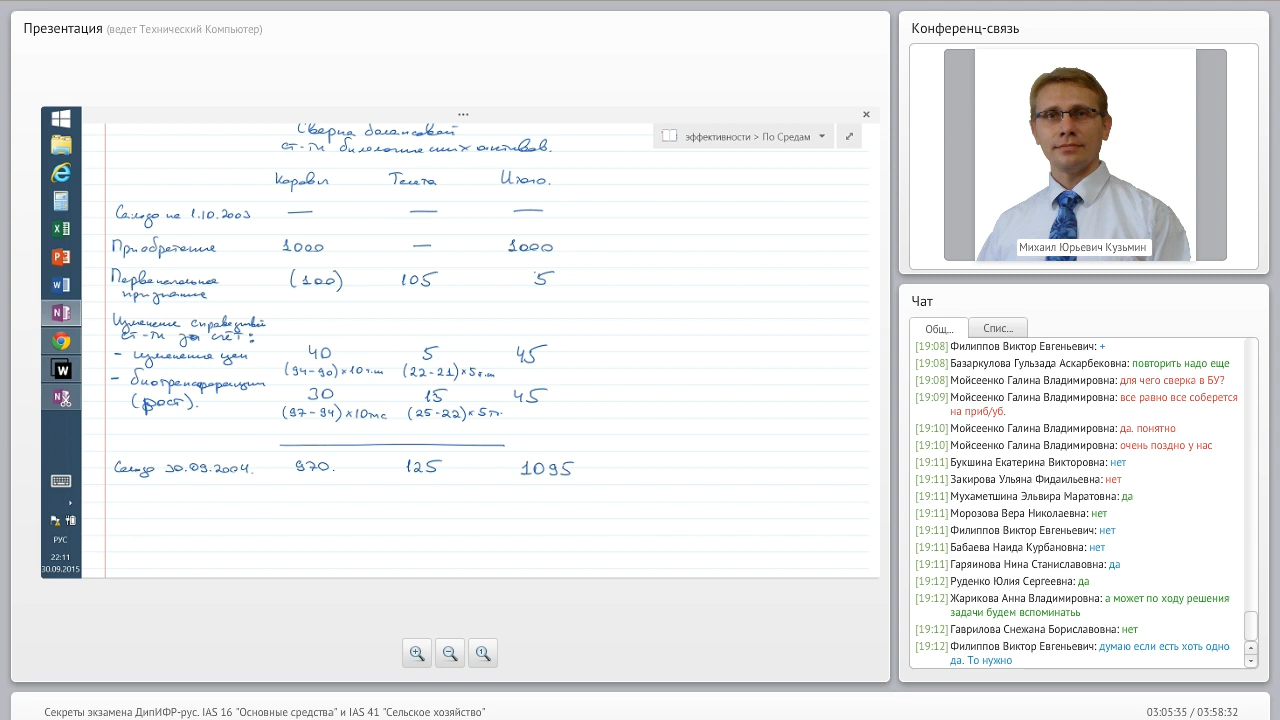 Презентация (ведет Технический Компьютер)
...
эффективности > По Средам
Сверка балансовой
ст-ти биологических активов.
Коровы Телята Итого.
Сальдо на 1.10.2003 — — —
Приобретение 1000 — 1000
Первоначальное
признание (100) 105 5
Изменение справедливой
ст-ти за счёт:
- изменения цен 40 5 45
(94-90)×10т.т (22-21)×5т.т
- биотрансформации 30 15 45
(рост). (97-94)×10тс (25-22)×5т.
Сальдо 30.09.2004. 970. 125 1095
РУС
22:11
30.09.2015
Конференц-связь
Михаил Юрьевич Кузьмин
Чат
Общ... Спис...
[19:08] Филиппов Виктор Евгеньевич: +
[19:08] Базаркулова Гульзада Аскарбековна: повторить надо еще
[19:08] Мойсеенко Галина Владимировна: для чего сверка в БУ?
[19:09] Мойсеенко Галина Владимировна: все равно все соберется
на приб/уб.
[19:10] Мойсеенко Галина Владимировна: да. понятно
[19:10] Мойсеенко Галина Владимировна: очень поздно у нас
[19:11] Букшина Екатерина Викторовна: нет
[19:11] Закирова Ульяна Фидаильевна: нет
[19:11] Мухаметшина Эльвира Маратовна: да
[19:11] Морозова Вера Николаевна: нет
[19:11] Филиппов Виктор Евгеньевич: нет
[19:11] Бабаева Наида Курбановна: нет
[19:11] Гаряинова Нина Станиславовна: да
[19:12] Руденко Юлия Сергеевна: да
[19:12] Жарикова Анна Владимировна: а может по ходу решения
задачи будем вспоминатьь
[19:12] Гаврилова Снежана Бориславовна: нет
[19:12] Филиппов Виктор Евгеньевич: думаю если есть хоть одно
да. То нужно
Секреты экзамена ДипИФР-рус. IAS 16 "Основные средства" и IAS 41 "Сельское хозяйство"
03:05:35 / 03:58:32